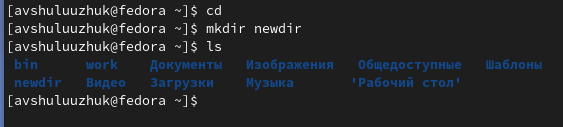 [avshuluuzhuk@fedora ~]$ cd
[avshuluuzhuk@fedora ~]$ mkdir newdir
[avshuluuzhuk@fedora ~]$ ls
bin work Документы Изображения Общедоступные Шаблоны
newdir Видео Загрузки Музыка 'Рабочий стол'
[avshuluuzhuk@fedora ~]$